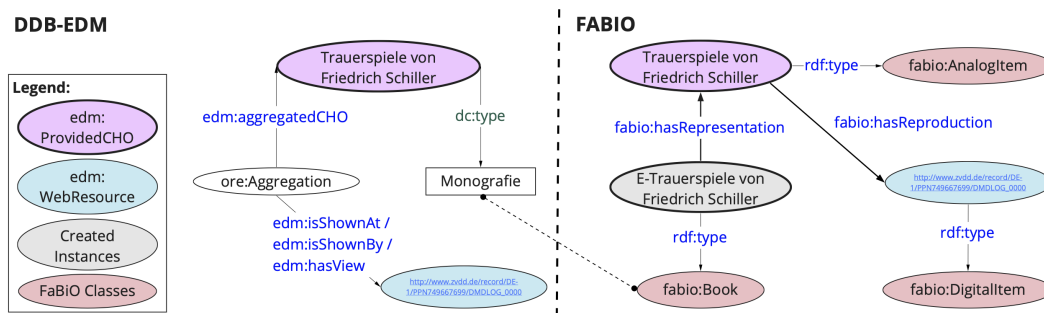 DDB-EDM
Legend:
edm:
ProvidedCHO
edm:
WebResource
Created
Instances
FaBiO Classes
Trauerspiele von
Friedrich Schiller
edm:aggregatedCHO
dc:type
ore:Aggregation
Monografie
edm:isShownAt /
edm:isShownBy /
edm:hasView
http://www.zvdd.de/record/DE-
1/PPN749667699/DMDLOG_0000
FABIO
Trauerspiele von
Friedrich Schiller
rdf:type
fabio:AnalogItem
fabio:hasRepresentation
fabio:hasReproduction
E-Trauerspiele von
Friedrich Schiller
http://www.zvdd.de/record/DE-
1/PPN749667699/DMDLOG_0000
rdf:type
rdf:type
fabio:Book
fabio:DigitalItem